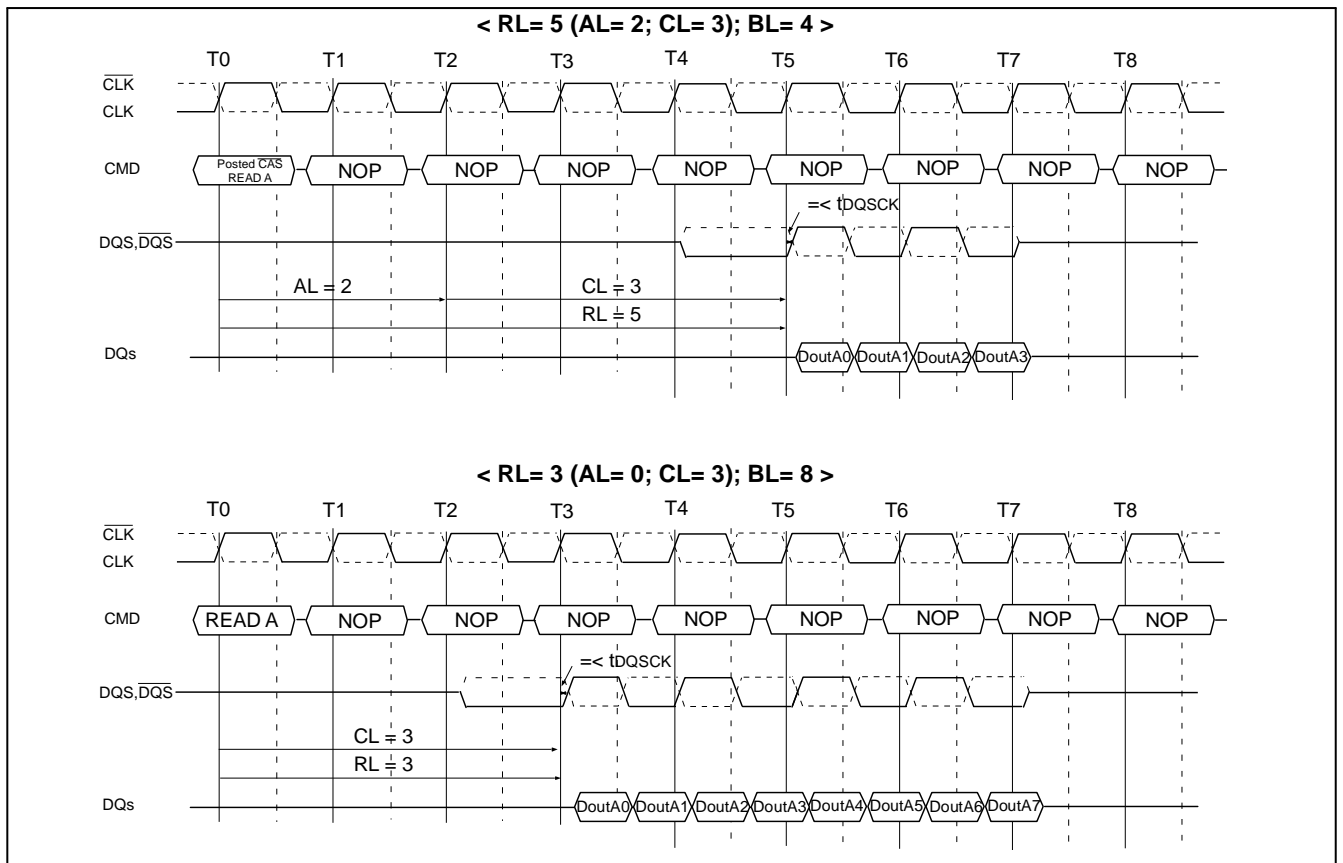 < RL= 5 (AL= 2; CL= 3); BL= 4 >
T0 T1 T2 T3 T4 T5 T6 T7 T8
CLK
CLK
CMD
Posted CAS
READ A
NOP NOP NOP NOP NOP NOP NOP NOP
=< tDQSCK
DQS,DQS
AL = 2
CL = 3
RL = 5
DQs
DoutA0 DoutA1 DoutA2 DoutA3
< RL= 3 (AL= 0; CL= 3); BL= 8 >
T0 T1 T2 T3 T4 T5 T6 T7 T8
CLK
CLK
CMD
READ A NOP NOP NOP NOP NOP NOP NOP NOP
=< tDQSCK
DQS,DQS
CL = 3
RL = 3
DQs
DoutA0 DoutA1 DoutA2 DoutA3 DoutA4 DoutA5 DoutA6 DoutA7